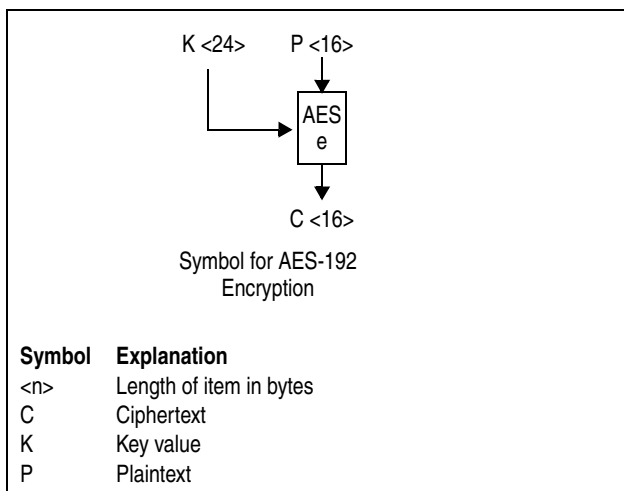 K <24> P <16>
AES
e
C <16>
Symbol for AES-192
Encryption
Symbol Explanation
<n> Length of item in bytes
C Ciphertext
K Key value
P Plaintext